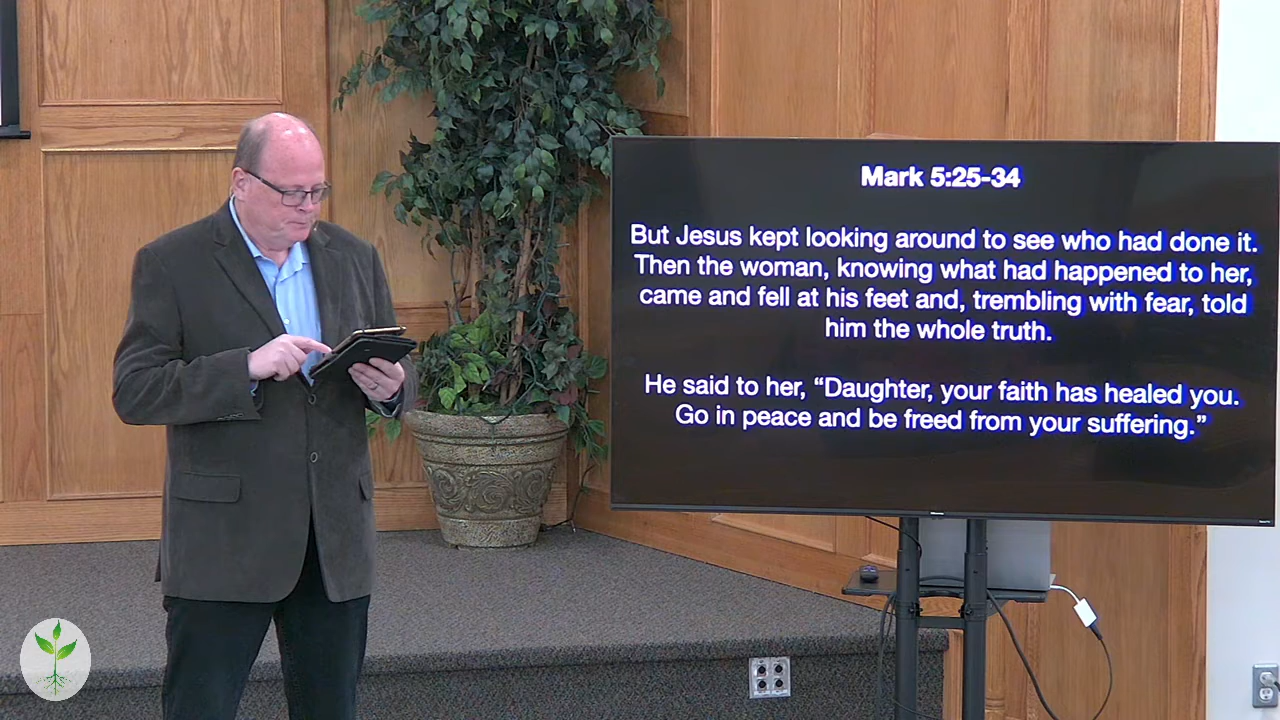 Mark 5:25-34
But Jesus kept looking around to see who had done it.
Then the woman, knowing what had happened to her,
came and fell at his feet and, trembling with fear, told
him the whole truth.
He said to her, “Daughter, your faith has healed you.
Go in peace and be freed from your suffering.”